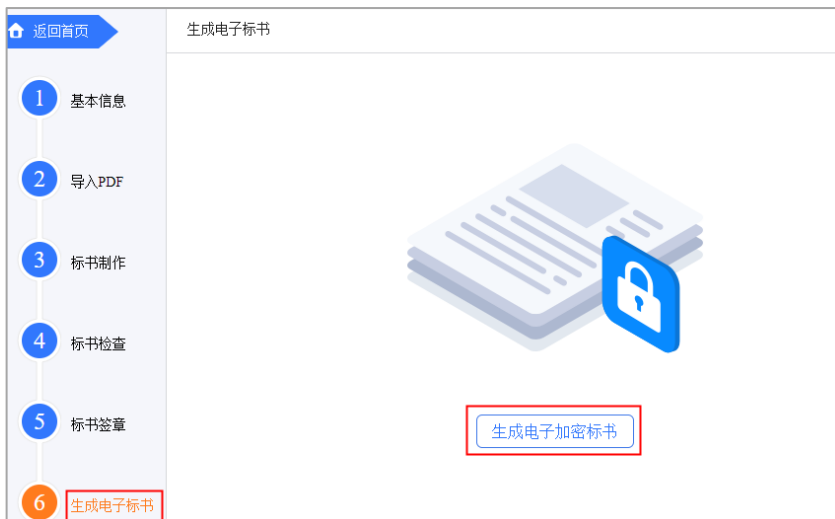 返回首页
生成电子标书
1 基本信息
2 导入PDF
3 标书制作
4 标书检查
5 标书签章
生成电子加密标书
6 生成电子标书